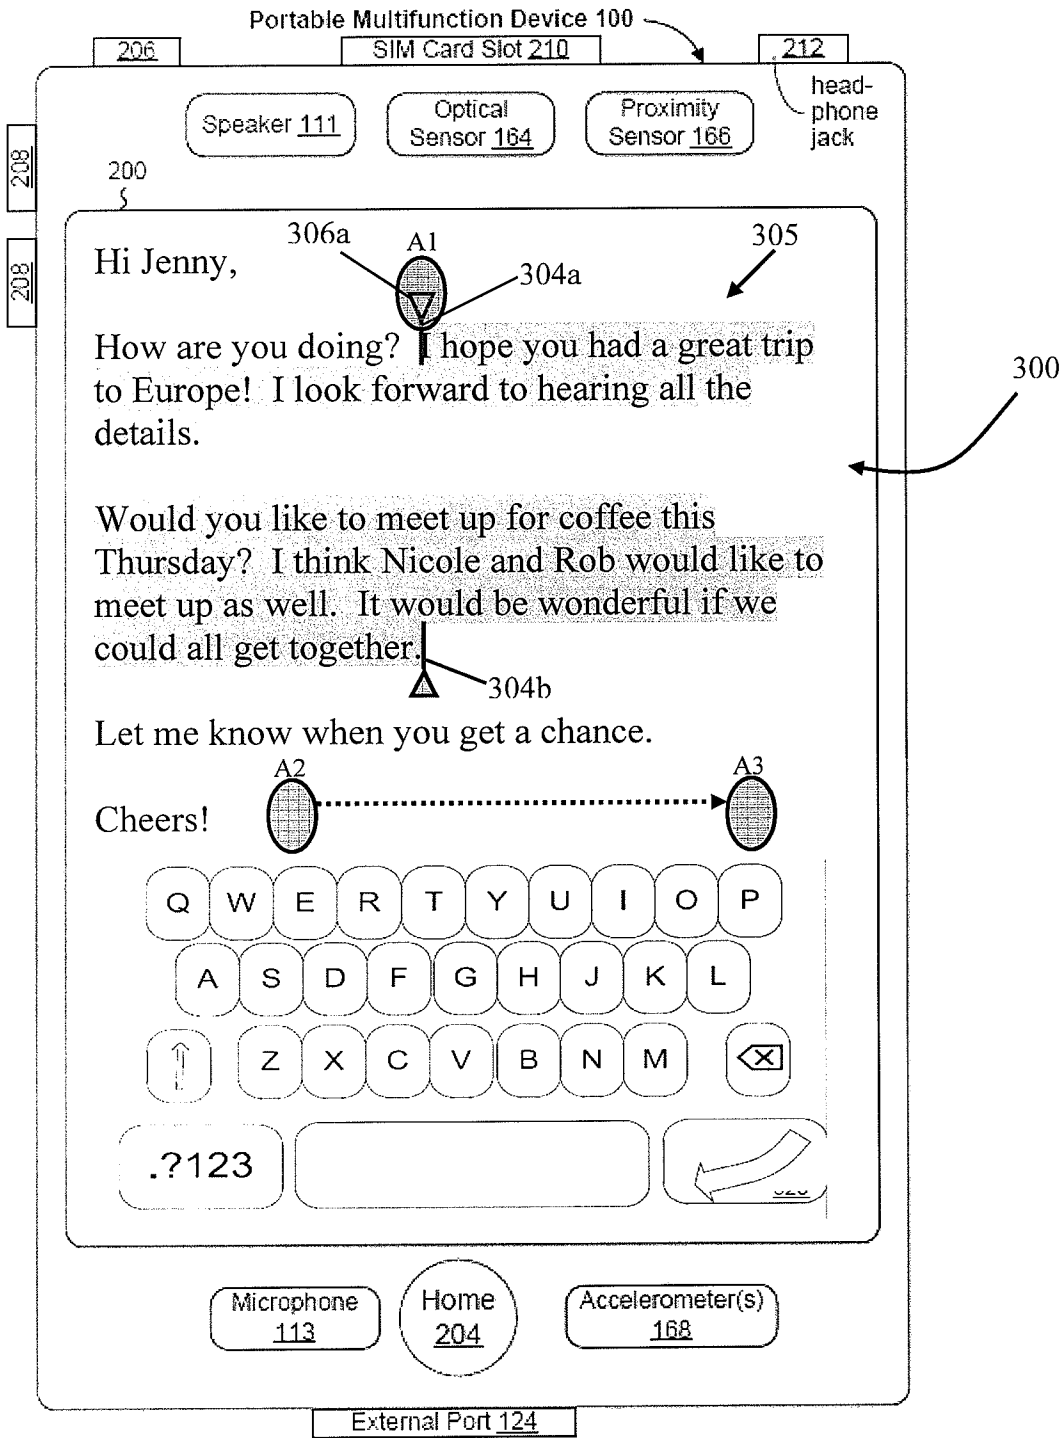 Portable Multifunction Device 100
206
SIM Card Slot 210
212
head-
phone
jack
Speaker 111
Optical
Sensor 164
Proximity
Sensor 166
208
208
200
306a
A1
304a
305
300
Hi Jenny,
How are you doing? I hope you had a great trip
to Europe! I look forward to hearing all the
details.
Would you like to meet up for coffee this
Thursday? I think Nicole and Rob would like to
meet up as well. It would be wonderful if we
could all get together.
304b
Let me know when you get a chance.
A2
A3
Cheers!
Q W E R T Y U I O P
A S D F G H J K L
Z X C V B N M
.?123
Microphone
113
Home
204
Accelerometer(s)
168
External Port 124